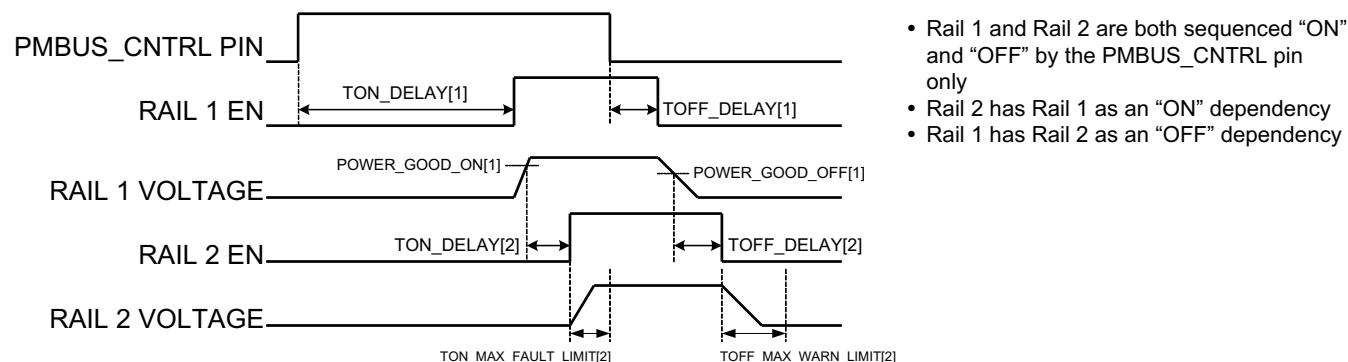 PMBUS_CNTRL PIN
TON_DELAY[1]
TOFF_DELAY[1]
RAIL 1 EN
POWER_GOOD_ON[1]
POWER_GOOD_OFF[1]
RAIL 1 VOLTAGE
TON_DELAY[2]
TOFF_DELAY[2]
RAIL 2 EN
RAIL 2 VOLTAGE
TON_MAX_FAULT_LIMIT[2]
TOFF_MAX_WARN_LIMIT[2]
• Rail 1 and Rail 2 are both sequenced “ON”
and “OFF” by the PMBUS_CNTRL pin
only
• Rail 2 has Rail 1 as an “ON” dependency
• Rail 1 has Rail 2 as an “OFF” dependency